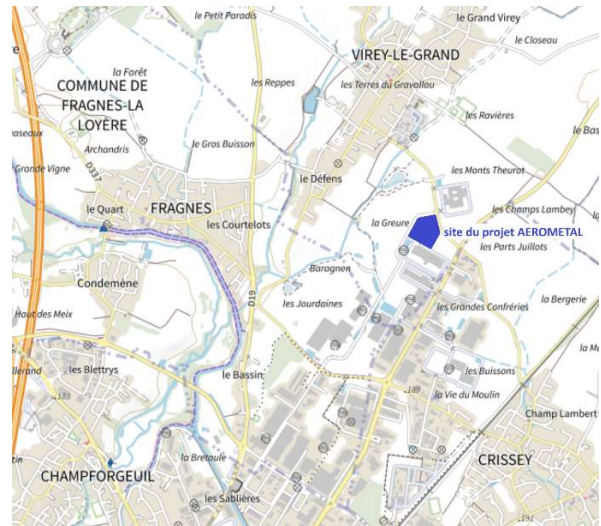 le Petit Paradis
le Grand Virey
le Closeau
VIREY-LE-GRAND
la Forêt
les Reppes
les Terres du Gravollou
COMMUNE DE
FRAGNES-LA
LOYÈRE
les Ravières
Archandris
le Gros Buisson
D337
les Monts Theurot
Grande Vigne
le Défens
le Quart
FRAGNES
les Courtelots
la Greure
les Champs Lambey
site du projet AEROMETAL
les Parts Juillots
Baragnen
Condemène
D19
les Jourdaines
les Grandes Confréries
la Bergerie
Haut des Meix
les Blettrys
le Bassin
les Buissons
188
189
la Vie du Moulin
Champ Lambert
la Bretaule
CRISSEY
CHAMPFORGEUIL
les Sablières
191